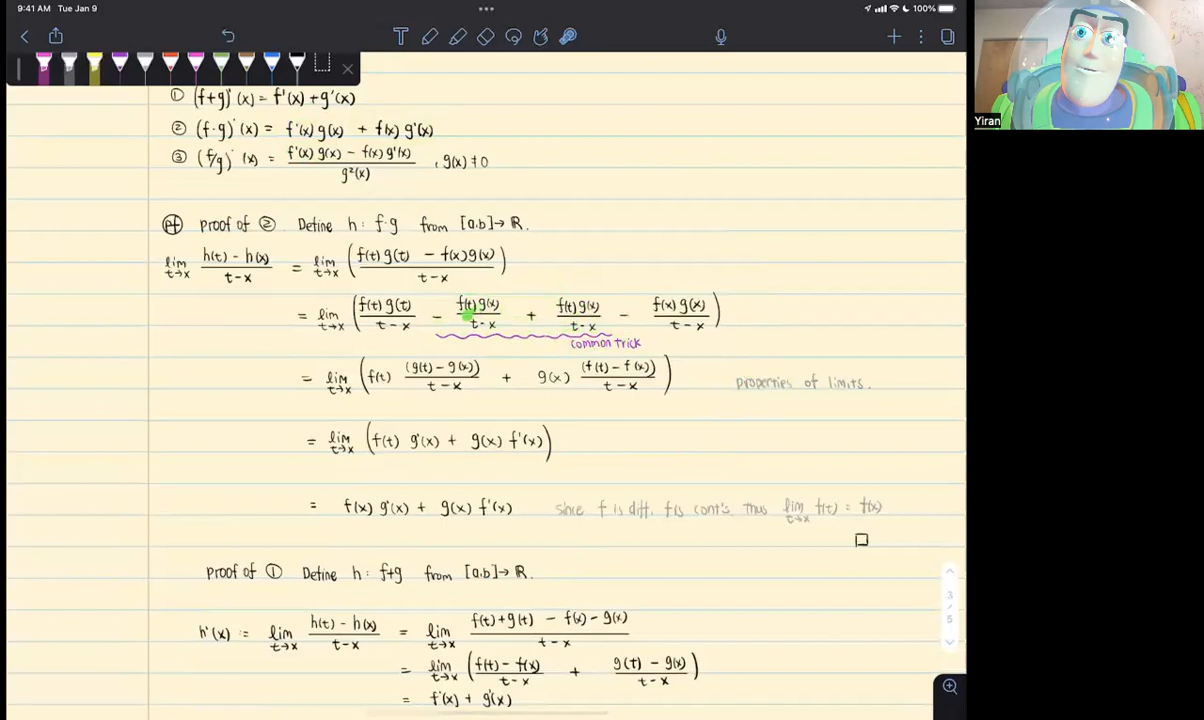 9:41 AM Tue Jan 9
100%
Yiran
① (f+g)'(x) = f'(x) + g'(x)
② (f·g)'(x) = f'(x) g(x) + f(x) g'(x)
③ (f/g)'(x) = f'(x) g(x) - f(x) g'(x) / g²(x) , g(x) ≠ 0
pf proof of ② Define h: f·g from [a,b] → ℝ.
lim t→x h(t) - h(x) / t-x = lim t→x ( f(t) g(t) - f(x) g(x) / t-x )
= lim t→x ( f(t) g(t) / t-x - f(t) g(x) / t-x + f(t) g(x) / t-x - f(x) g(x) / t-x )
common trick
= lim t→x ( f(t) (g(t) - g(x)) / t-x + g(x) (f(t) - f(x)) / t-x ) properties of limits.
= lim t→x ( f(t) g'(x) + g(x) f'(x) )
= f(x) g'(x) + g(x) f'(x) since f is diff. f is cont's. thus lim t→x f(t) = f(x)
□
proof of ① Define h: f+g from [a,b] → ℝ.
h'(x) := lim t→x h(t) - h(x) / t-x = lim t→x f(t) + g(t) - f(x) - g(x) / t-x
= lim t→x ( f(t) - f(x) / t-x + g(t) - g(x) / t-x )
= f'(x) + g'(x)
3 / 5